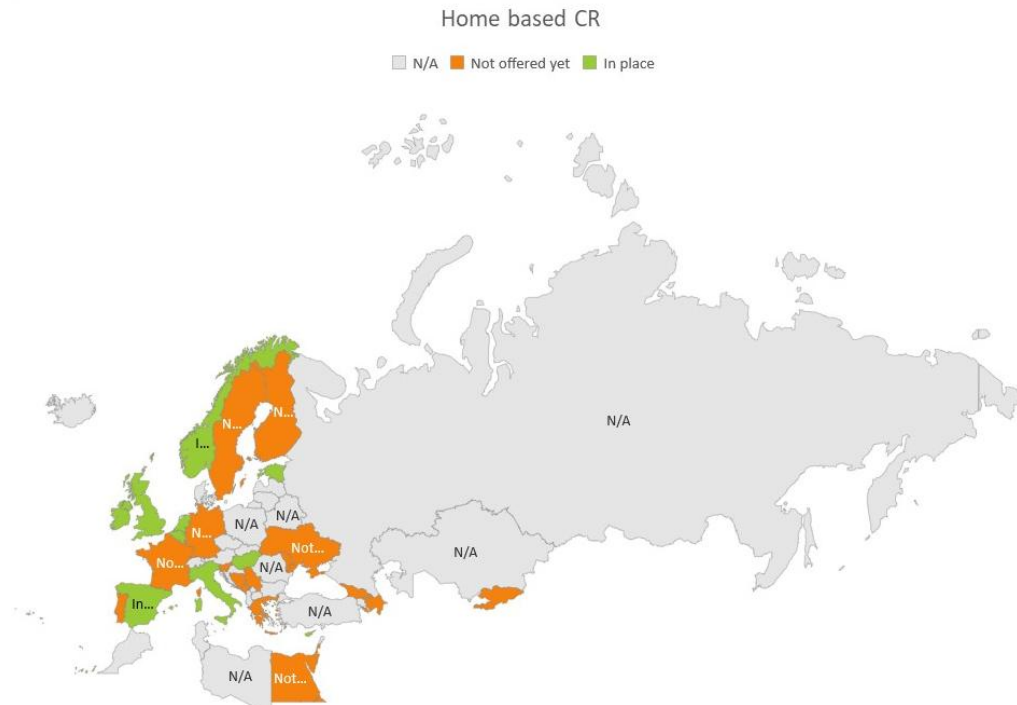 Home based CR
N/A Not offered yet In place
N/A
N...
N...
I...
N/A
N/A
N...
Not...
N/A
No...
N/A
In...
N/A
N/A
Not...